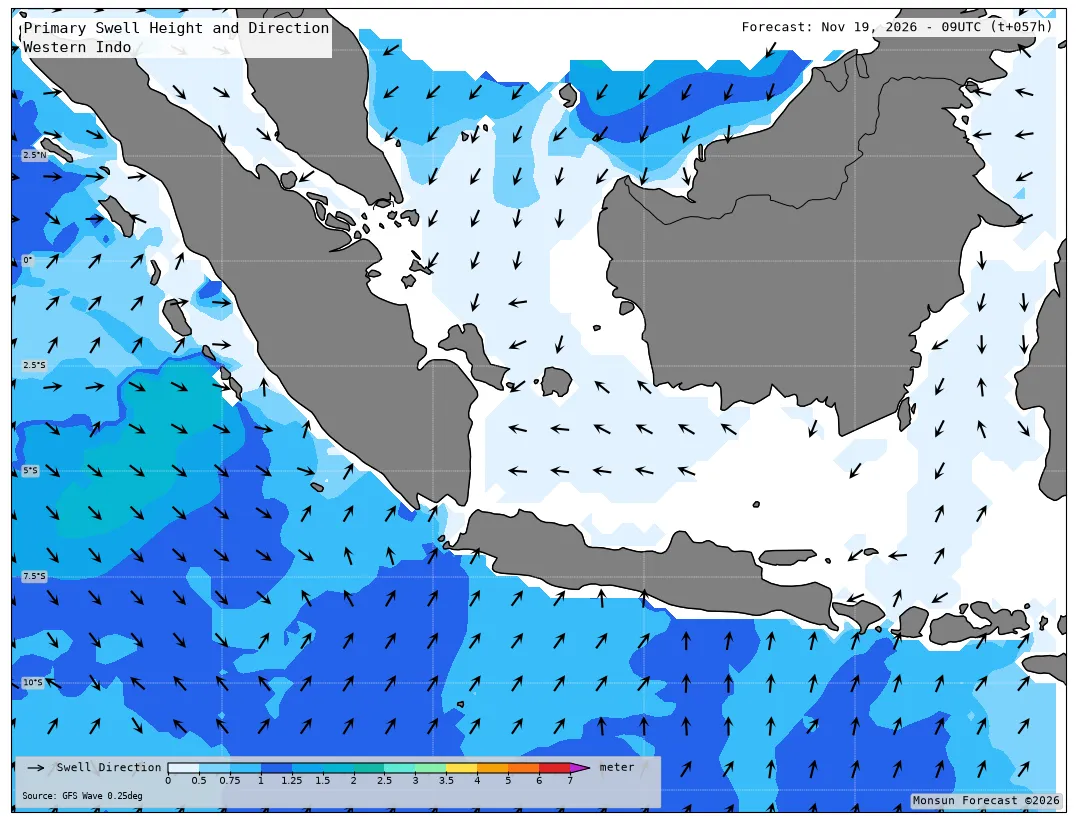 Primary Swell Height and Direction
Western Indo
Forecast: Nov 19, 2026 - 09UTC (t+057h)
2.5°N
0°
2.5°S
5°S
7.5°S
10°S
Swell Direction
0 0.5 0.75 1 1.25 1.5 2 2.5 3 3.5 4 5 6 7
meter
Source: GFS Wave 0.25deg
Monsun Forecast ©2026